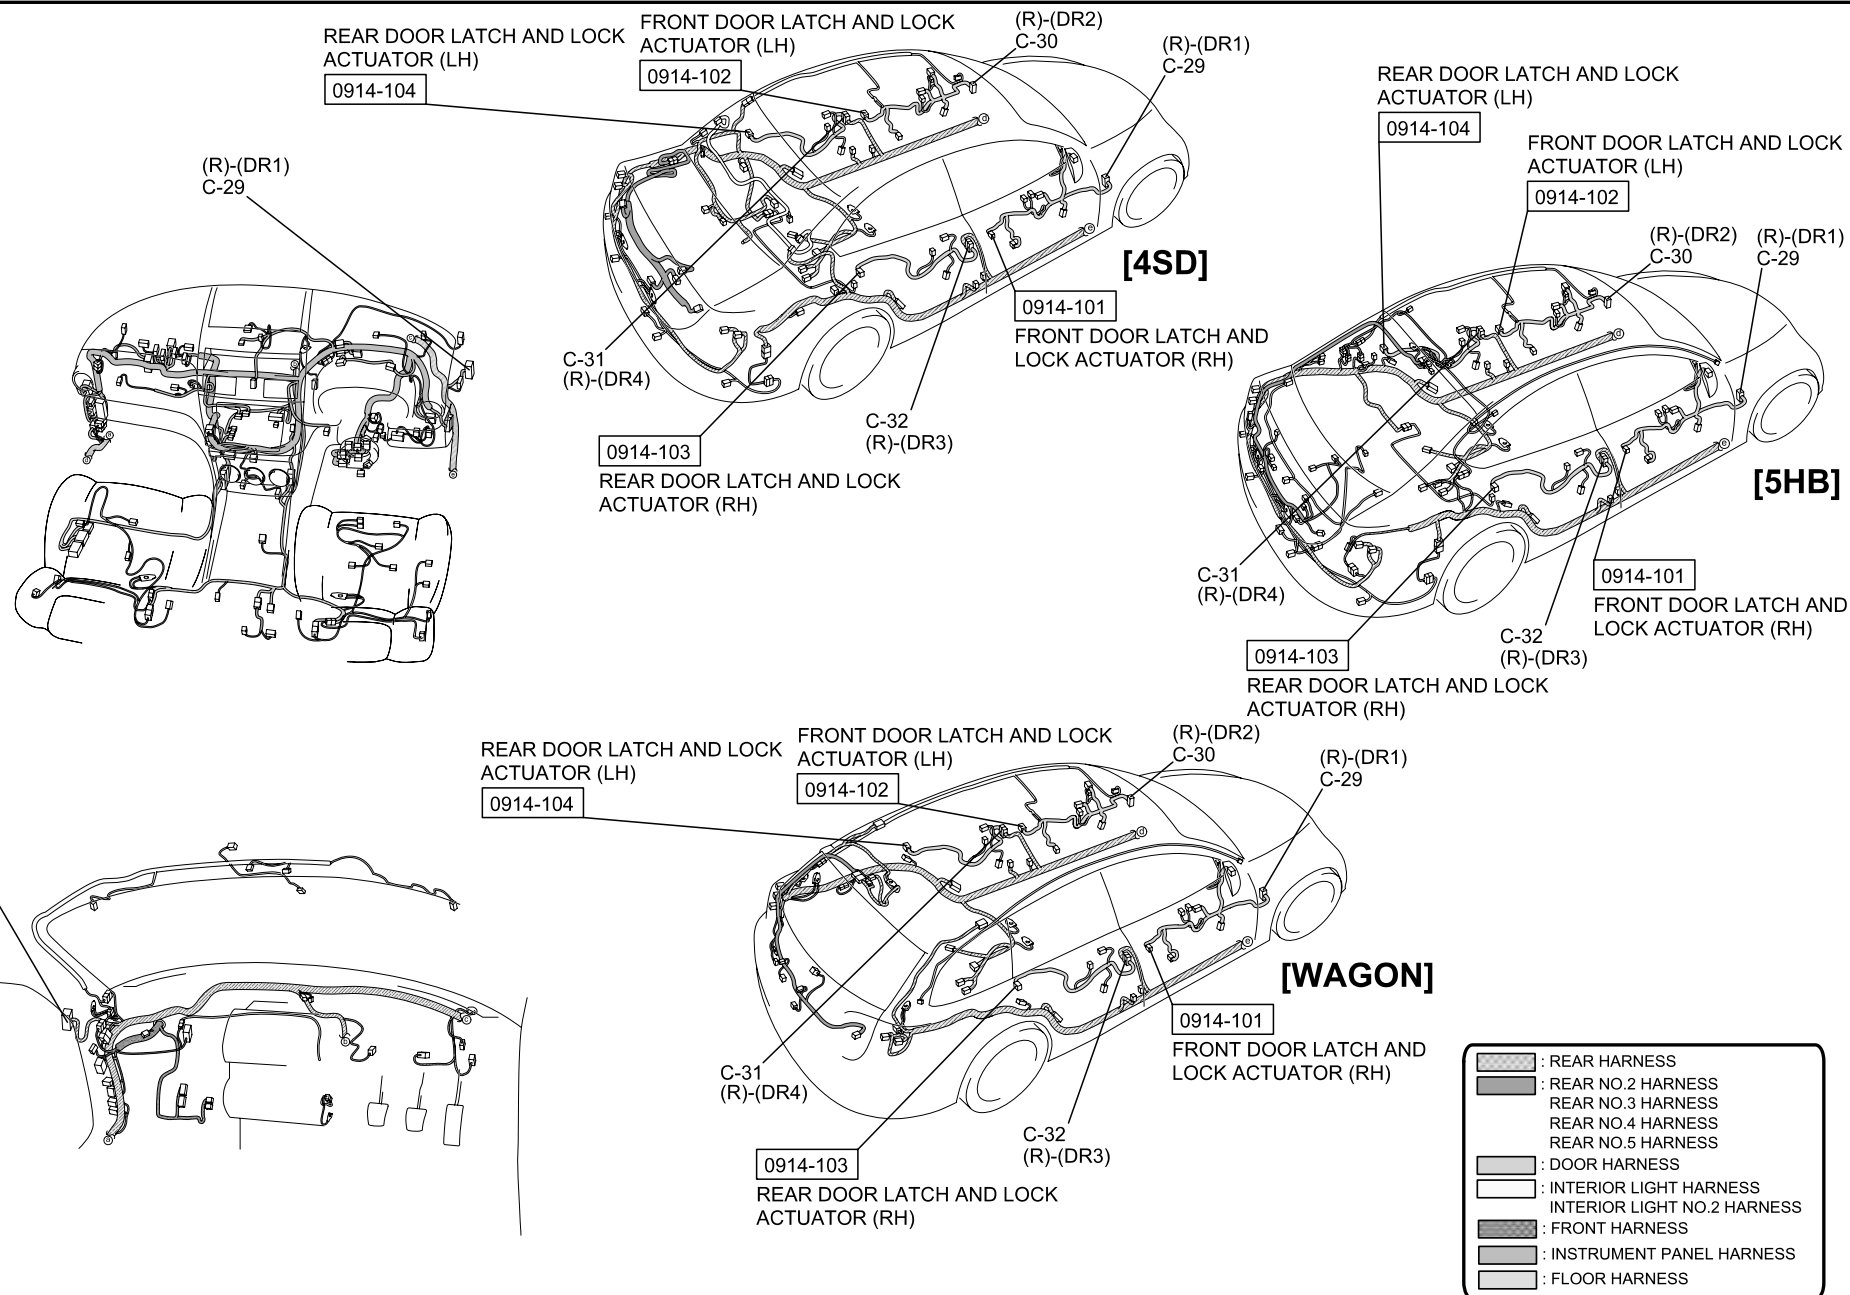 REAR DOOR LATCH AND LOCK
ACTUATOR (LH)
0914-104
FRONT DOOR LATCH AND LOCK
ACTUATOR (LH)
0914-102
(R)-(DR2)
C-30
(R)-(DR1)
C-29
(R)-(DR1)
C-29
[4SD]
0914-101
FRONT DOOR LATCH AND
LOCK ACTUATOR (RH)
C-31
(R)-(DR4)
C-32
(R)-(DR3)
0914-103
REAR DOOR LATCH AND LOCK
ACTUATOR (RH)
REAR DOOR LATCH AND LOCK
ACTUATOR (LH)
0914-104
FRONT DOOR LATCH AND LOCK
ACTUATOR (LH)
0914-102
(R)-(DR2)
C-30
(R)-(DR1)
C-29
[5HB]
C-31
(R)-(DR4)
0914-101
FRONT DOOR LATCH AND
LOCK ACTUATOR (RH)
C-32
(R)-(DR3)
0914-103
REAR DOOR LATCH AND LOCK
ACTUATOR (RH)
REAR DOOR LATCH AND LOCK
ACTUATOR (LH)
0914-104
FRONT DOOR LATCH AND LOCK
ACTUATOR (LH)
0914-102
(R)-(DR2)
C-30
(R)-(DR1)
C-29
[WAGON]
0914-101
FRONT DOOR LATCH AND
LOCK ACTUATOR (RH)
C-31
(R)-(DR4)
C-32
(R)-(DR3)
0914-103
REAR DOOR LATCH AND LOCK
ACTUATOR (RH)
: REAR HARNESS
: REAR NO.2 HARNESS
REAR NO.3 HARNESS
REAR NO.4 HARNESS
REAR NO.5 HARNESS
: DOOR HARNESS
: INTERIOR LIGHT HARNESS
INTERIOR LIGHT NO.2 HARNESS
: FRONT HARNESS
: INSTRUMENT PANEL HARNESS
: FLOOR HARNESS